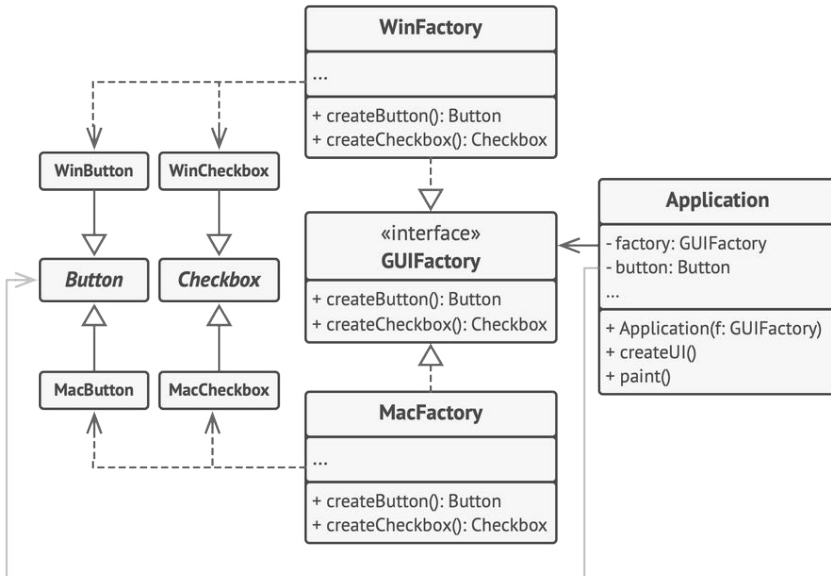 WinFactory
...
+ createButton(): Button
+ createCheckbox(): Checkbox
WinButton
WinCheckbox
Button
Checkbox
MacButton
MacCheckbox
«interface»
GUIFactory
+ createButton(): Button
+ createCheckbox(): Checkbox
MacFactory
...
+ createButton(): Button
+ createCheckbox(): Checkbox
Application
- factory: GUIFactory
- button: Button
...
+ Application(f: GUIFactory)
+ createUI()
+ paint()